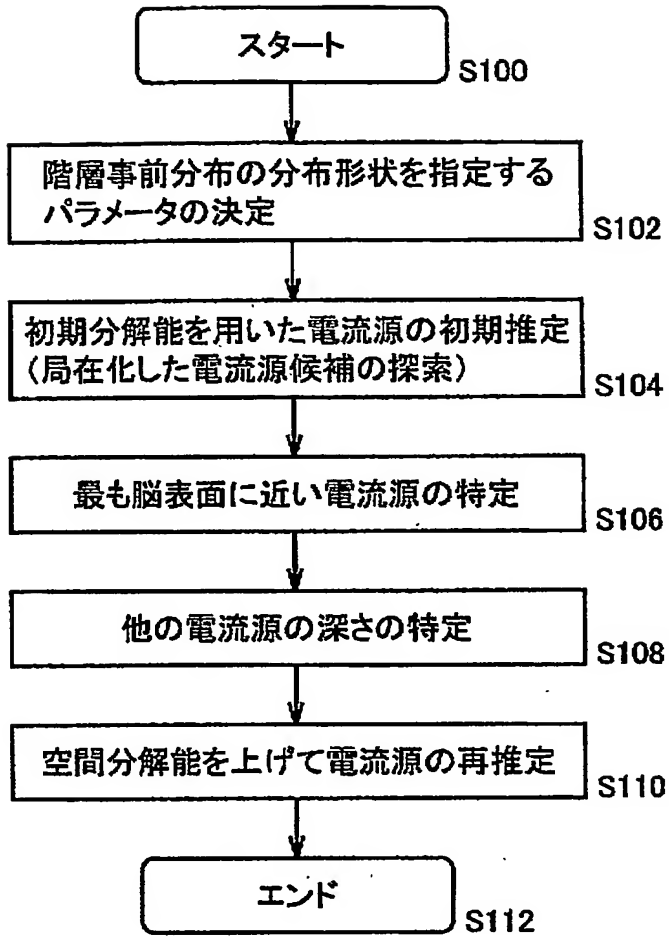 スタート
S100
階層事前分布の分布形状を指定する
パラメータの決定
S102
初期分解能を用いた電流源の初期推定
(局在化した電流源候補の探索)
S104
最も脳表面に近い電流源の特定
S106
他の電流源の深さの特定
S108
空間分解能を上げて電流源の再推定
S110
エンド
S112